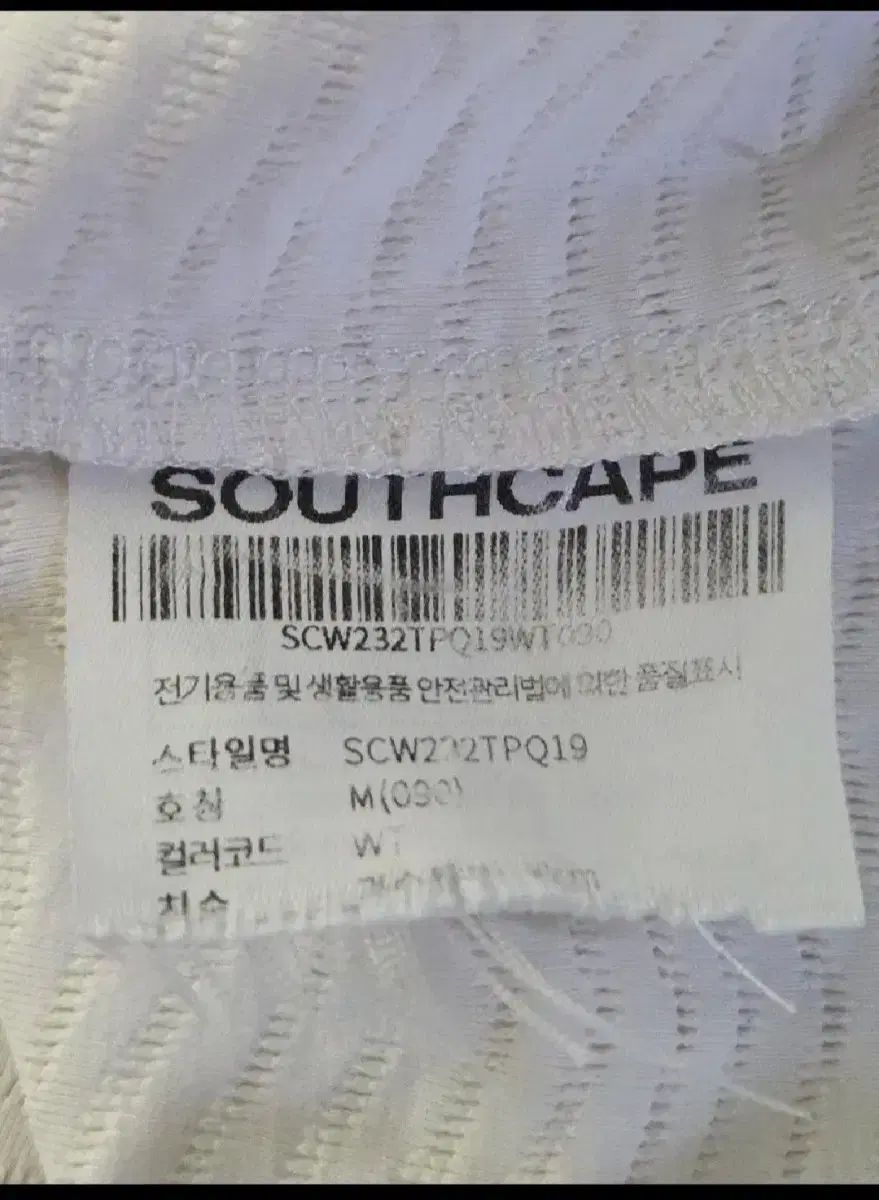 SOUTHCAPE
SCW232TPQ19WT090
전기용품 및 생활용품 안전관리법에 의한 품질표시
스타일명 SCW232TPQ19
호칭 M(090)
컬러코드 WT
치수